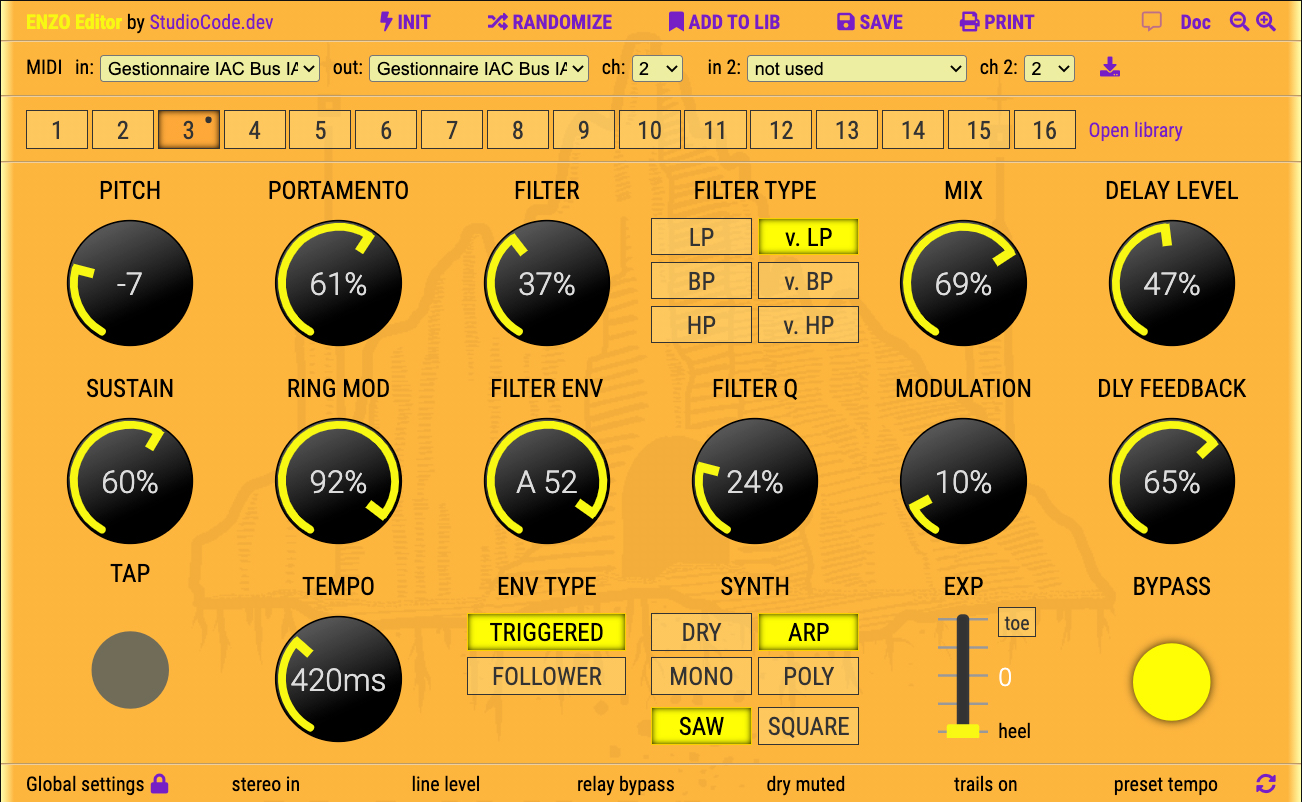 ENZO Editor by StudioCode.dev INIT RANDOMIZE ADD TO LIB SAVE PRINT Doc
MIDI in: Gestionnaire IAC Bus IA out: Gestionnaire IAC Bus IA ch: 2 in 2: not used ch 2: 2
1 2 3 4 5 6 7 8 9 10 11 12 13 14 15 16 Open library
PITCH PORTAMENTO FILTER FILTER TYPE MIX DELAY LEVEL
LP v. LP
-7 61% 37% BP v. BP 69% 47%
HP v. HP
SUSTAIN RING MOD FILTER ENV FILTER Q MODULATION DLY FEEDBACK
60% 92% A 52 24% 10% 65%
TAP TEMPO ENV TYPE SYNTH EXP BYPASS
TRIGGERED DRY ARP toe
420ms FOLLOWER MONO POLY 0
SAW SQUARE heel
Global settings stereo in line level relay bypass dry muted trails on preset tempo